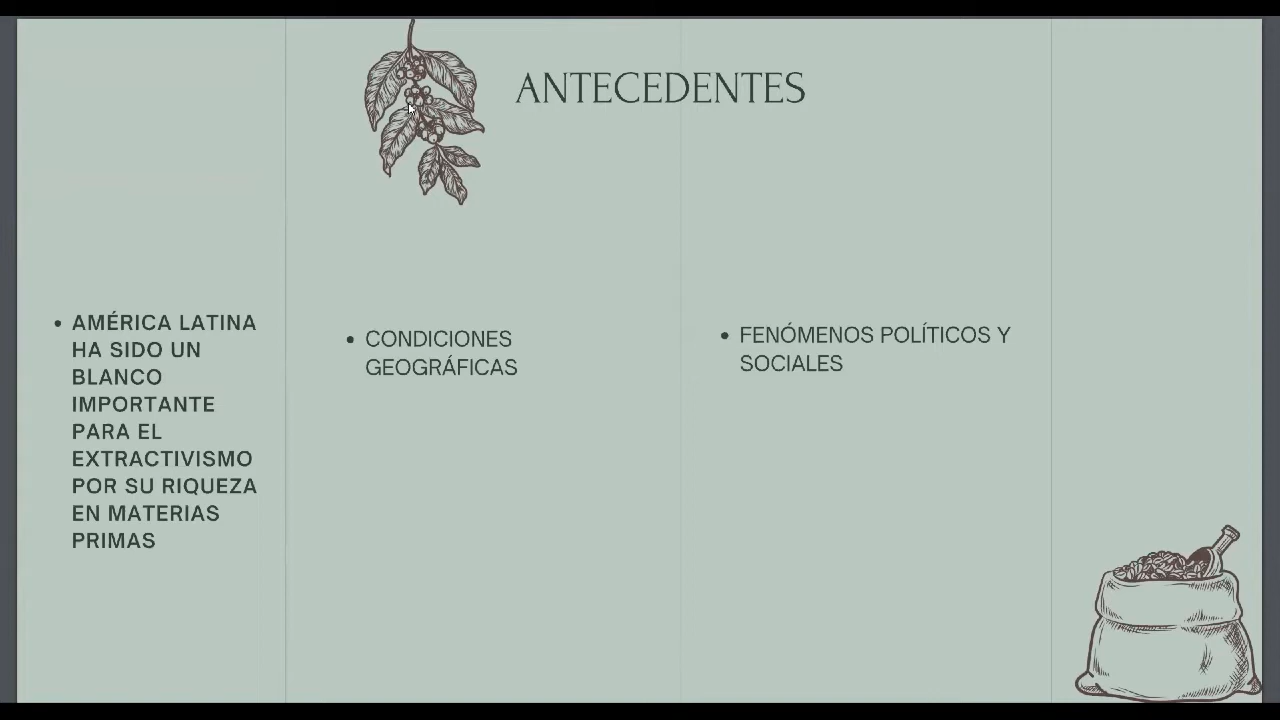 ANTECEDENTES
• AMÉRICA LATINA
HA SIDO UN
BLANCO
IMPORTANTE
PARA EL
EXTRACTIVISMO
POR SU RIQUEZA
EN MATERIAS
PRIMAS
• CONDICIONES
GEOGRÁFICAS
• FENÓMENOS POLÍTICOS Y
SOCIALES